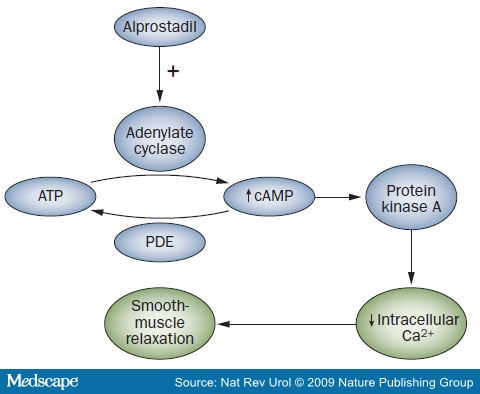 Alprostadil
+
Adenylate
cyclase
ATP
↑cAMP
Protein
kinase A
PDE
Smooth-
muscle
relaxation
↓Intracellular
Ca²⁺
Medscape®
Source: Nat Rev Urol © 2009 Nature Publishing Group